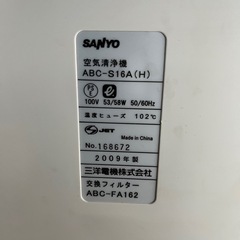 SANYO
空気清浄機
ABC-S16A(H)
PS E
100V 53/58W 50/60Hz
温度ヒューズ 102℃
JET Made in China
No.168672
2009年製
三洋電機株式会社
交換フィルター
ABC-FA162